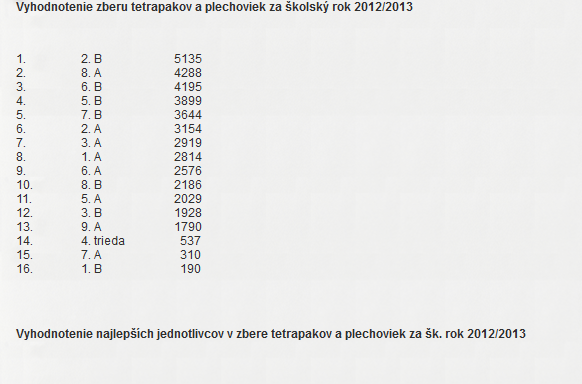 Vyhodnotenie zberu tetrapakov a plechoviek za školský rok 2012/2013
1. 2. B 5135
2. 8. A 4288
3. 6. B 4195
4. 5. B 3899
5. 7. B 3644
6. 2. A 3154
7. 3. A 2919
8. 1. A 2814
9. 6. A 2576
10. 8. B 2186
11. 5. A 2029
12. 3. B 1928
13. 9. A 1790
14. 4. trieda 537
15. 7. A 310
16. 1. B 190
Vyhodnotenie najlepších jednotlivcov v zbere tetrapakov a plechoviek za šk. rok 2012/2013